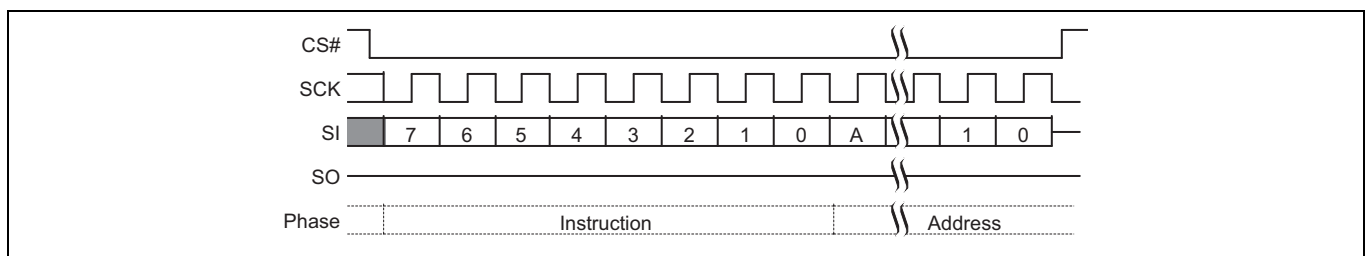 CS#
SCK
SI 7 6 5 4 3 2 1 0 A 1 0
SO
Phase Instruction Address